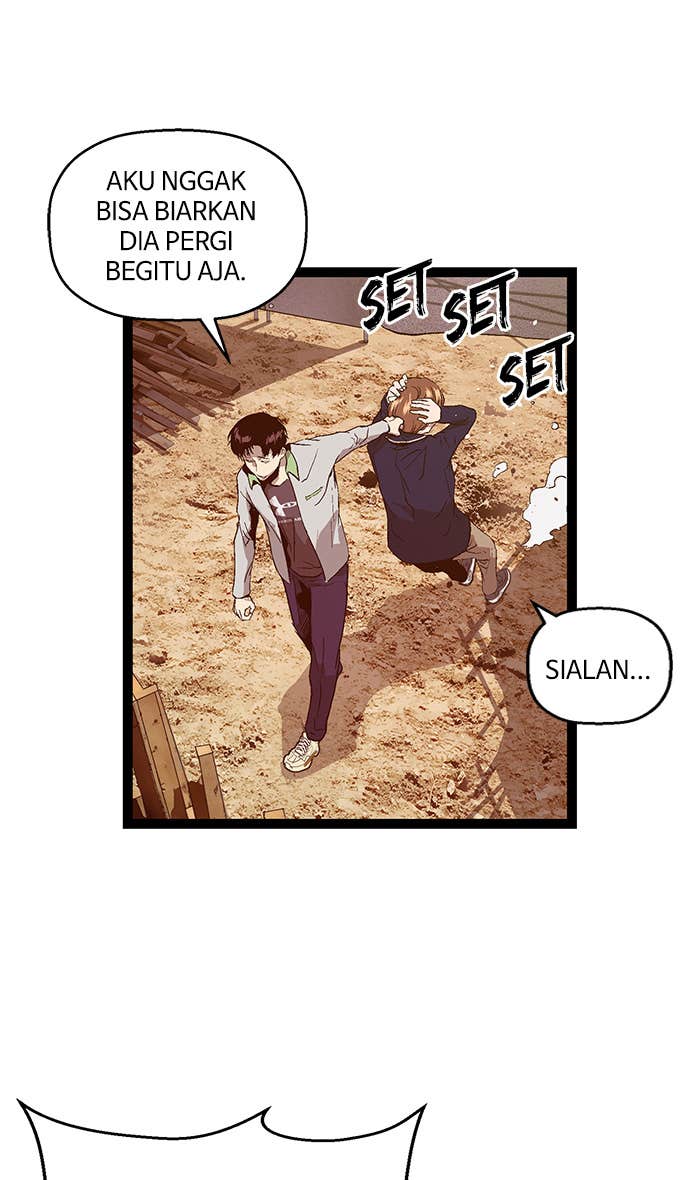 AKU NGGAK
BISA BIARKAN
DIA PERGI
BEGITU AJA.
SET
SET
SET
SIALAN...